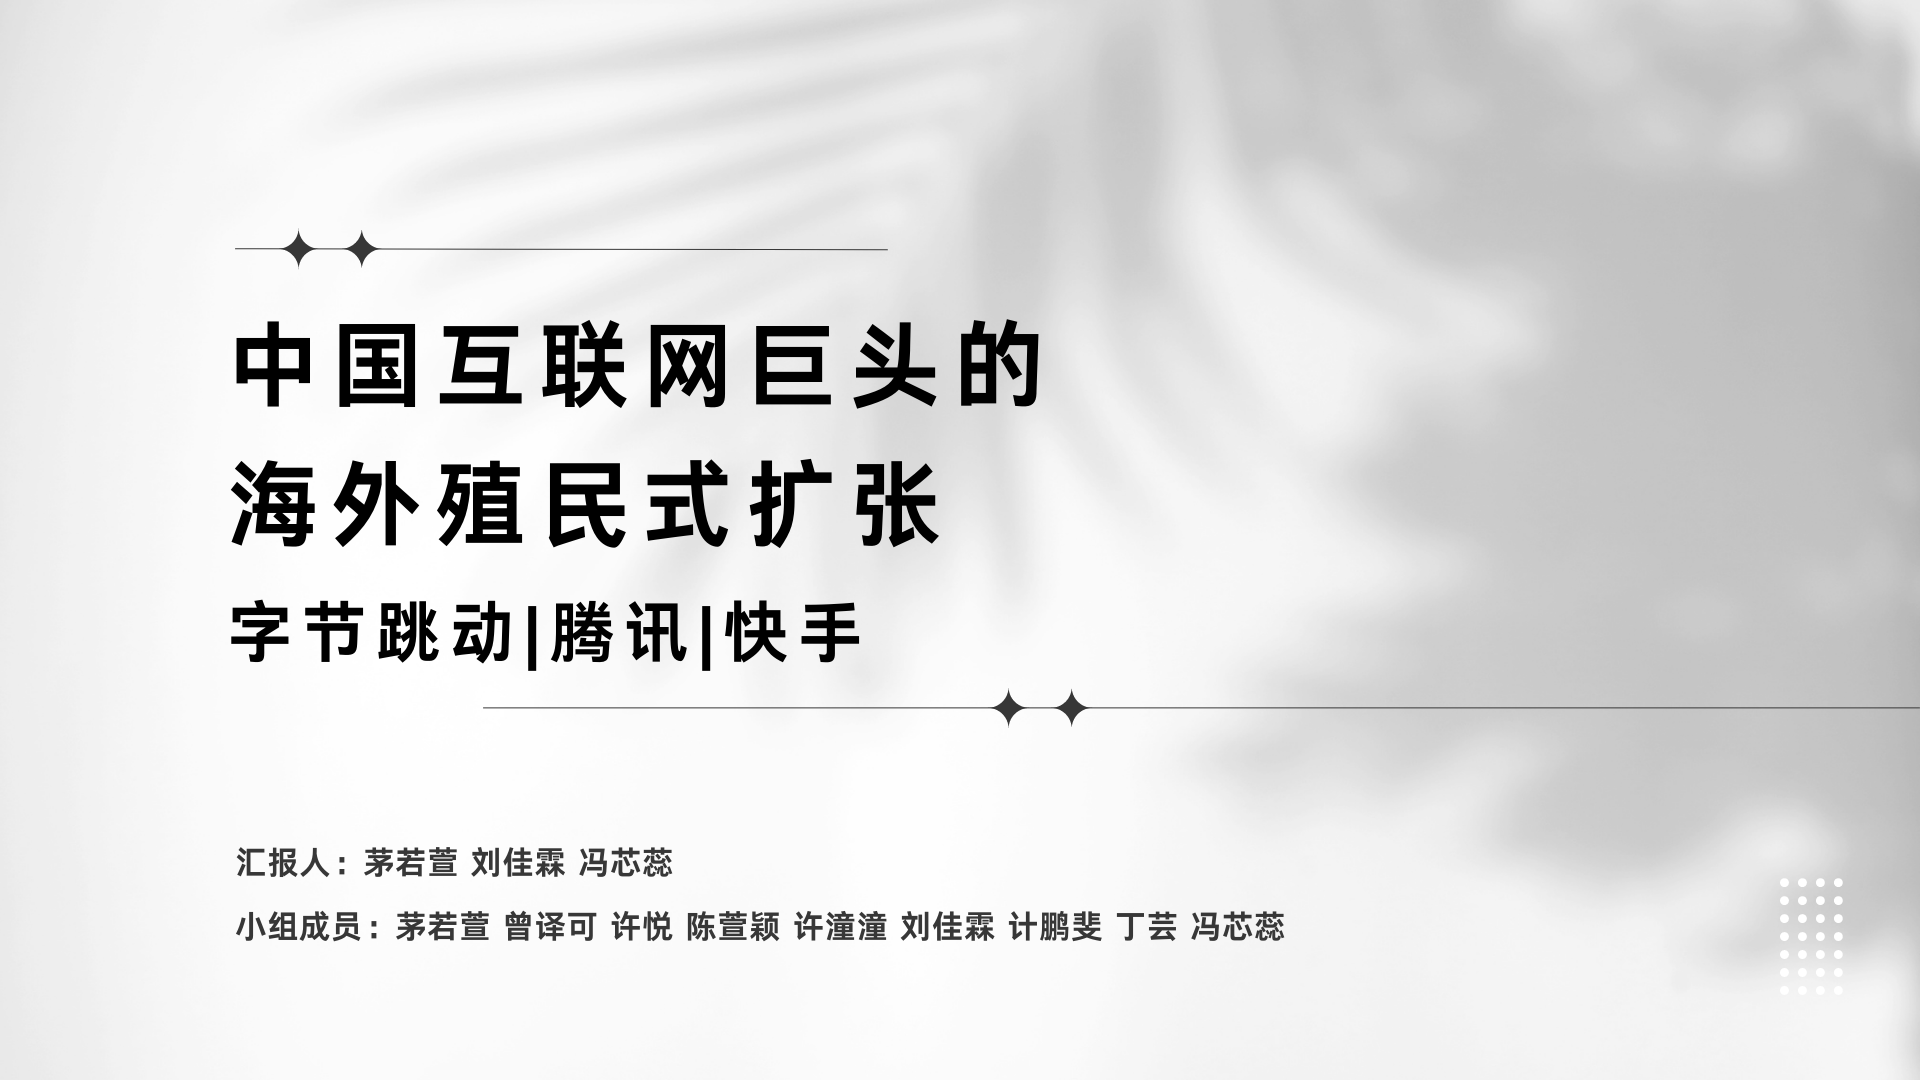 中国互联网巨头的
海外殖民式扩张
字节跳动|腾讯|快手
汇报人：茅若萱 刘佳霖 冯芯蕊
小组成员：茅若萱 曾译可 许悦 陈萱颖 许潼潼 刘佳霖 计鹏斐 丁芸 冯芯蕊